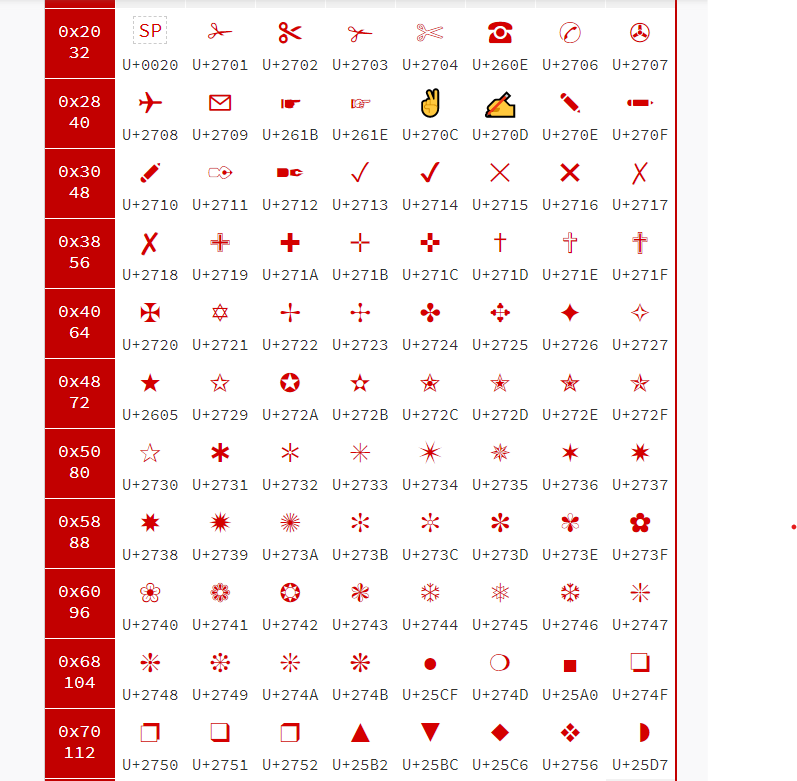 0x20 32 SP ✁ ✂ ✃ ✄ ☎ ✆ ✇
U+0020 U+2701 U+2702 U+2703 U+2704 U+260E U+2706 U+2707
0x28 40 ✈ ✉ ☛ ☞ ✌ ✍ ✎ ✏
U+2708 U+2709 U+261B U+261E U+270C U+270D U+270E U+270F
0x30 48 ✐ ✑ ✒ ✓ ✔ ✕ ✖ ✗
U+2710 U+2711 U+2712 U+2713 U+2714 U+2715 U+2716 U+2717
0x38 56 ✘ ✙ ✚ ✛ ✜ ✝ ✞ ✟
U+2718 U+2719 U+271A U+271B U+271C U+271D U+271E U+271F
0x40 64 ✠ ✡ ✢ ✣ ✤ ✥ ✦ ✧
U+2720 U+2721 U+2722 U+2723 U+2724 U+2725 U+2726 U+2727
0x48 72 ★ ✩ ✪ ✫ ✬ ✭ ✮ ✯
U+2605 U+2729 U+272A U+272B U+272C U+272D U+272E U+272F
0x50 80 ✰ ✱ ✲ ✳ ✴ ✵ ✶ ✷
U+2730 U+2731 U+2732 U+2733 U+2734 U+2735 U+2736 U+2737
0x58 88 ✸ ✹ ✺ ✻ ✼ ✽ ✾ ✿
U+2738 U+2739 U+273A U+273B U+273C U+273D U+273E U+273F
0x60 96 ❀ ❁ ❂ ❃ ❄ ❅ ❆ ❇
U+2740 U+2741 U+2742 U+2743 U+2744 U+2745 U+2746 U+2747
0x68 104 ❈ ❉ ❊ ❋ ● ❍ ■ ❏
U+2748 U+2749 U+274A U+274B U+25CF U+274D U+25A0 U+274F
0x70 112 ❐ ❑ ❒ ▲ ▼ ◆ ❖ ◗
U+2750 U+2751 U+2752 U+25B2 U+25BC U+25C6 U+2756 U+25D7